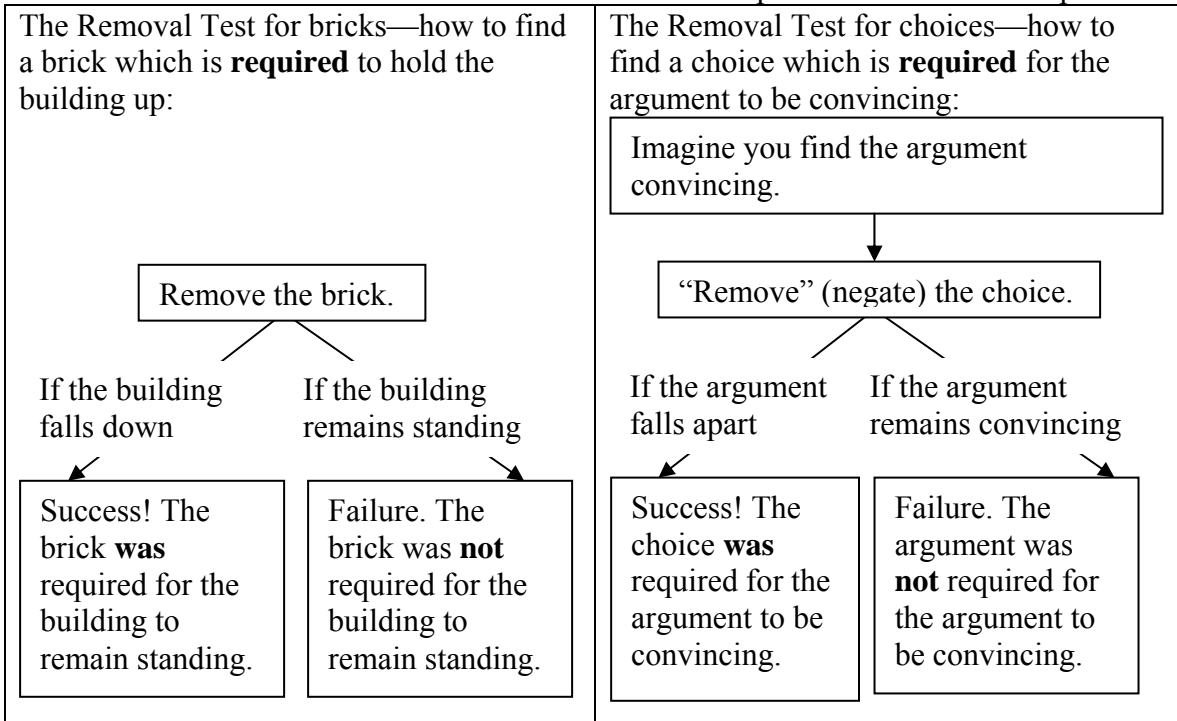 The Removal Test for bricks—how to find
a brick which is required to hold the
building up:
Remove the brick.
If the building
falls down
If the building
remains standing
Success! The
brick was
required for the
building to
remain standing.
Failure. The
brick was not
required for the
building to
remain standing.
The Removal Test for choices—how to
find a choice which is required for the
argument to be convincing:
Imagine you find the argument
convincing.
“Remove” (negate) the choice.
If the argument
falls apart
If the argument
remains convincing
Success! The
choice was
required for the
argument to be
convincing.
Failure. The
argument was
not required for
the argument to
be convincing.